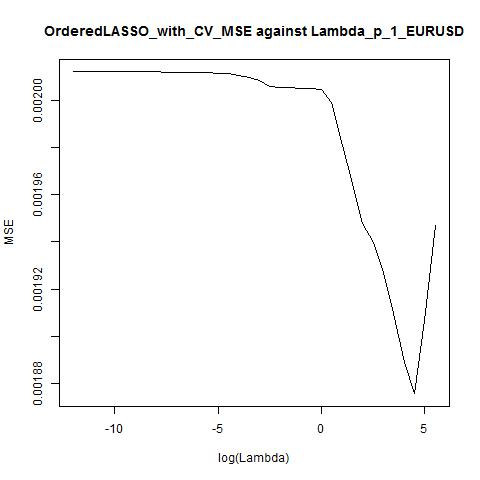 OrderedLASSO_with_CV_MSE against Lambda_p_1_EURUSD
MSE
0.00200
0.00196
0.00192
0.00188
-10
-5
0
5
log(Lambda)